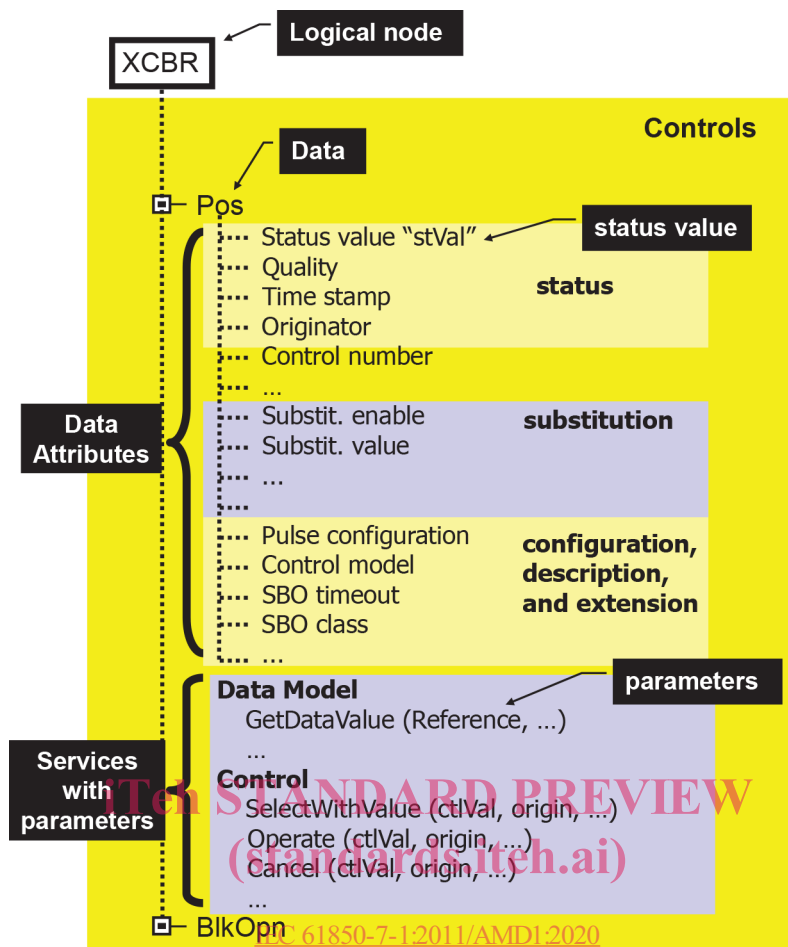 Logical node
XCBR
Controls
Data
Pos
Status value “stVal”
status value
Quality
Time stamp
status
Originator
Control number
...
Data
Attributes
Substit. enable
substitution
Substit. value
...
Pulse configuration
Control model
SBO timeout
SBO class
...
configuration,
description,
and extension
Data Model
parameters
GetDataValue (Reference, ...)
...
Services
with
parameters
Control
iTeh STANDARD PREVIEW
SelectWithValue (ctlVal, origin, ...)
Operate (ctlVal, origin, ...)
(standards.iteh.ai)
Cancel (ctlVal, origin, ...)
...
BlkOpn
IEC 61850-7-1:2011/AMD1:2020